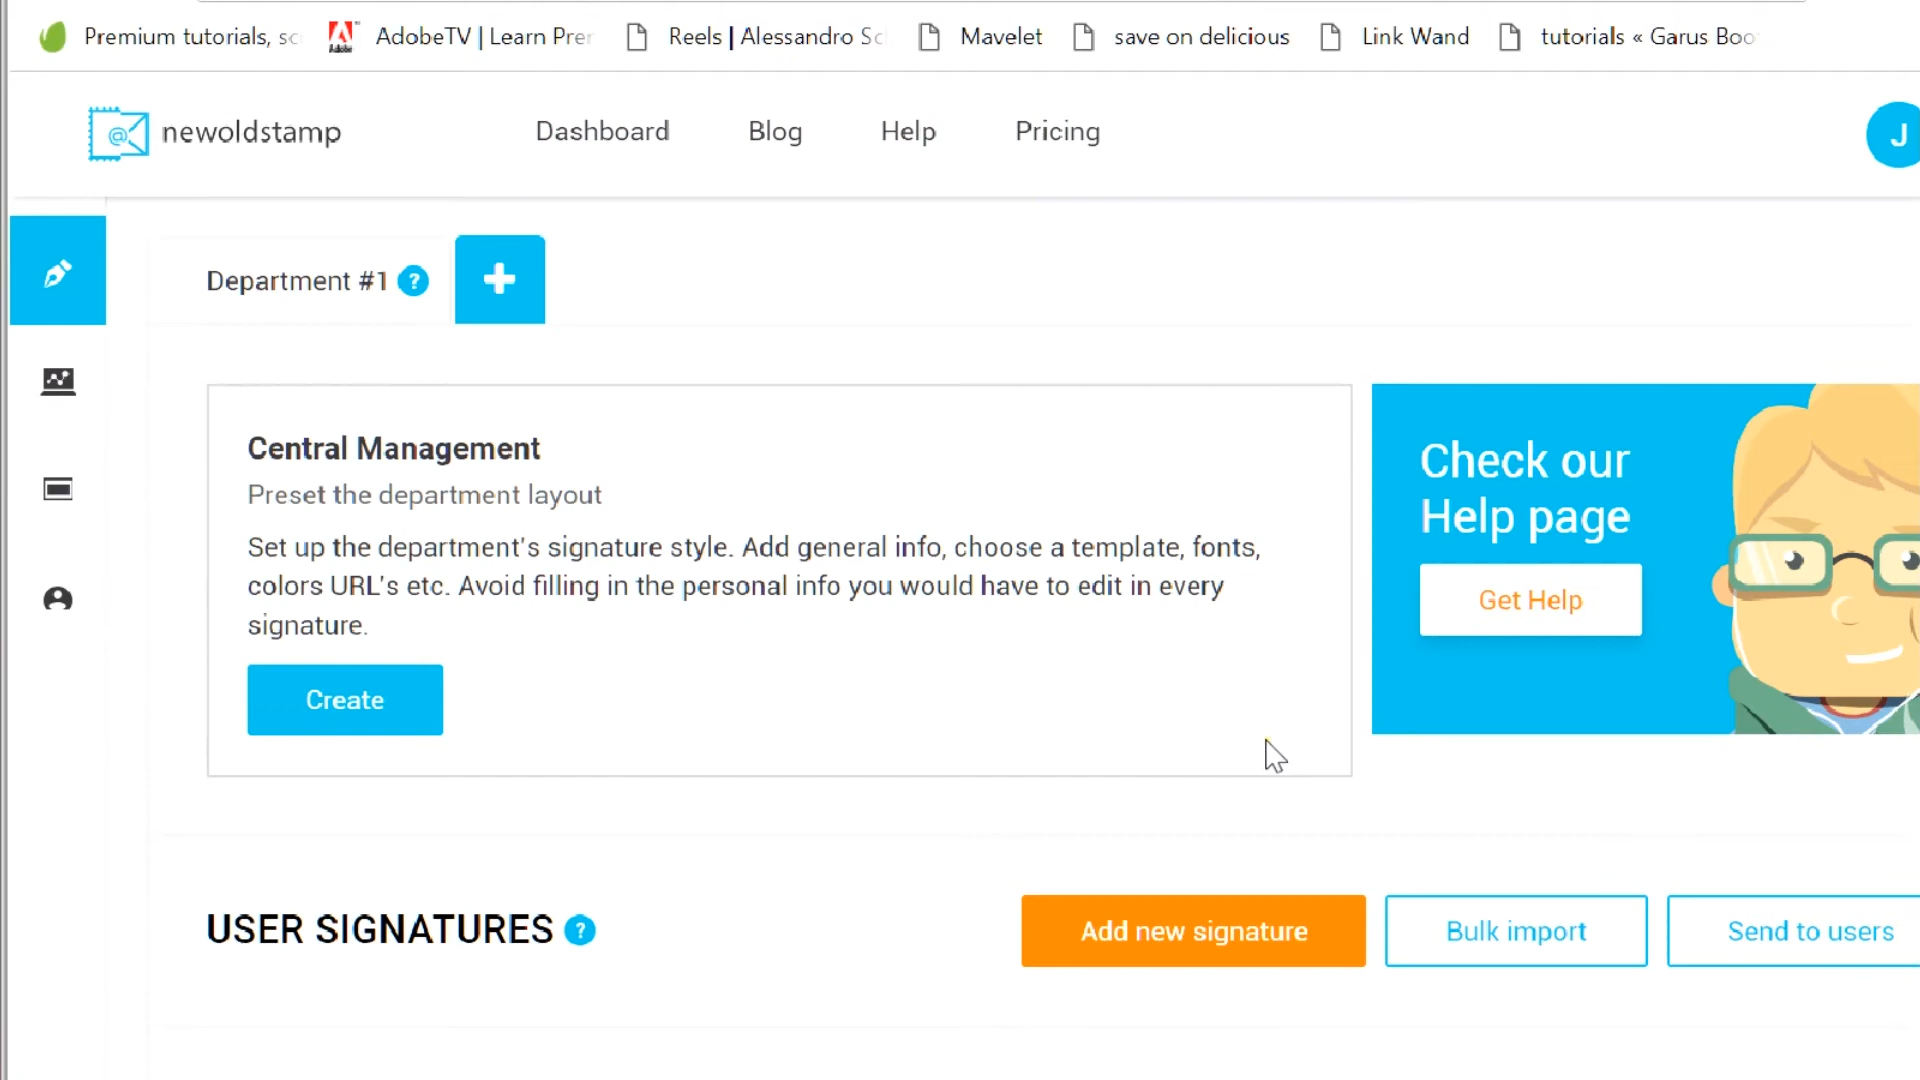 Premium tutorials, sc
Adobe
AdobeTV | Learn Prer
Reels | Alessandro Sc
Mavelet
save on delicious
Link Wand
tutorials « Garus Boo
@ newoldstamp
Dashboard
Blog
Help
Pricing
J
Department #1 ?
Central Management
Preset the department layout
Set up the department's signature style. Add general info, choose a template, fonts,
colors URL's etc. Avoid filling in the personal info you would have to edit in every
signature.
Create
Check our
Help page
Get Help
USER SIGNATURES ?
Add new signature
Bulk import
Send to users